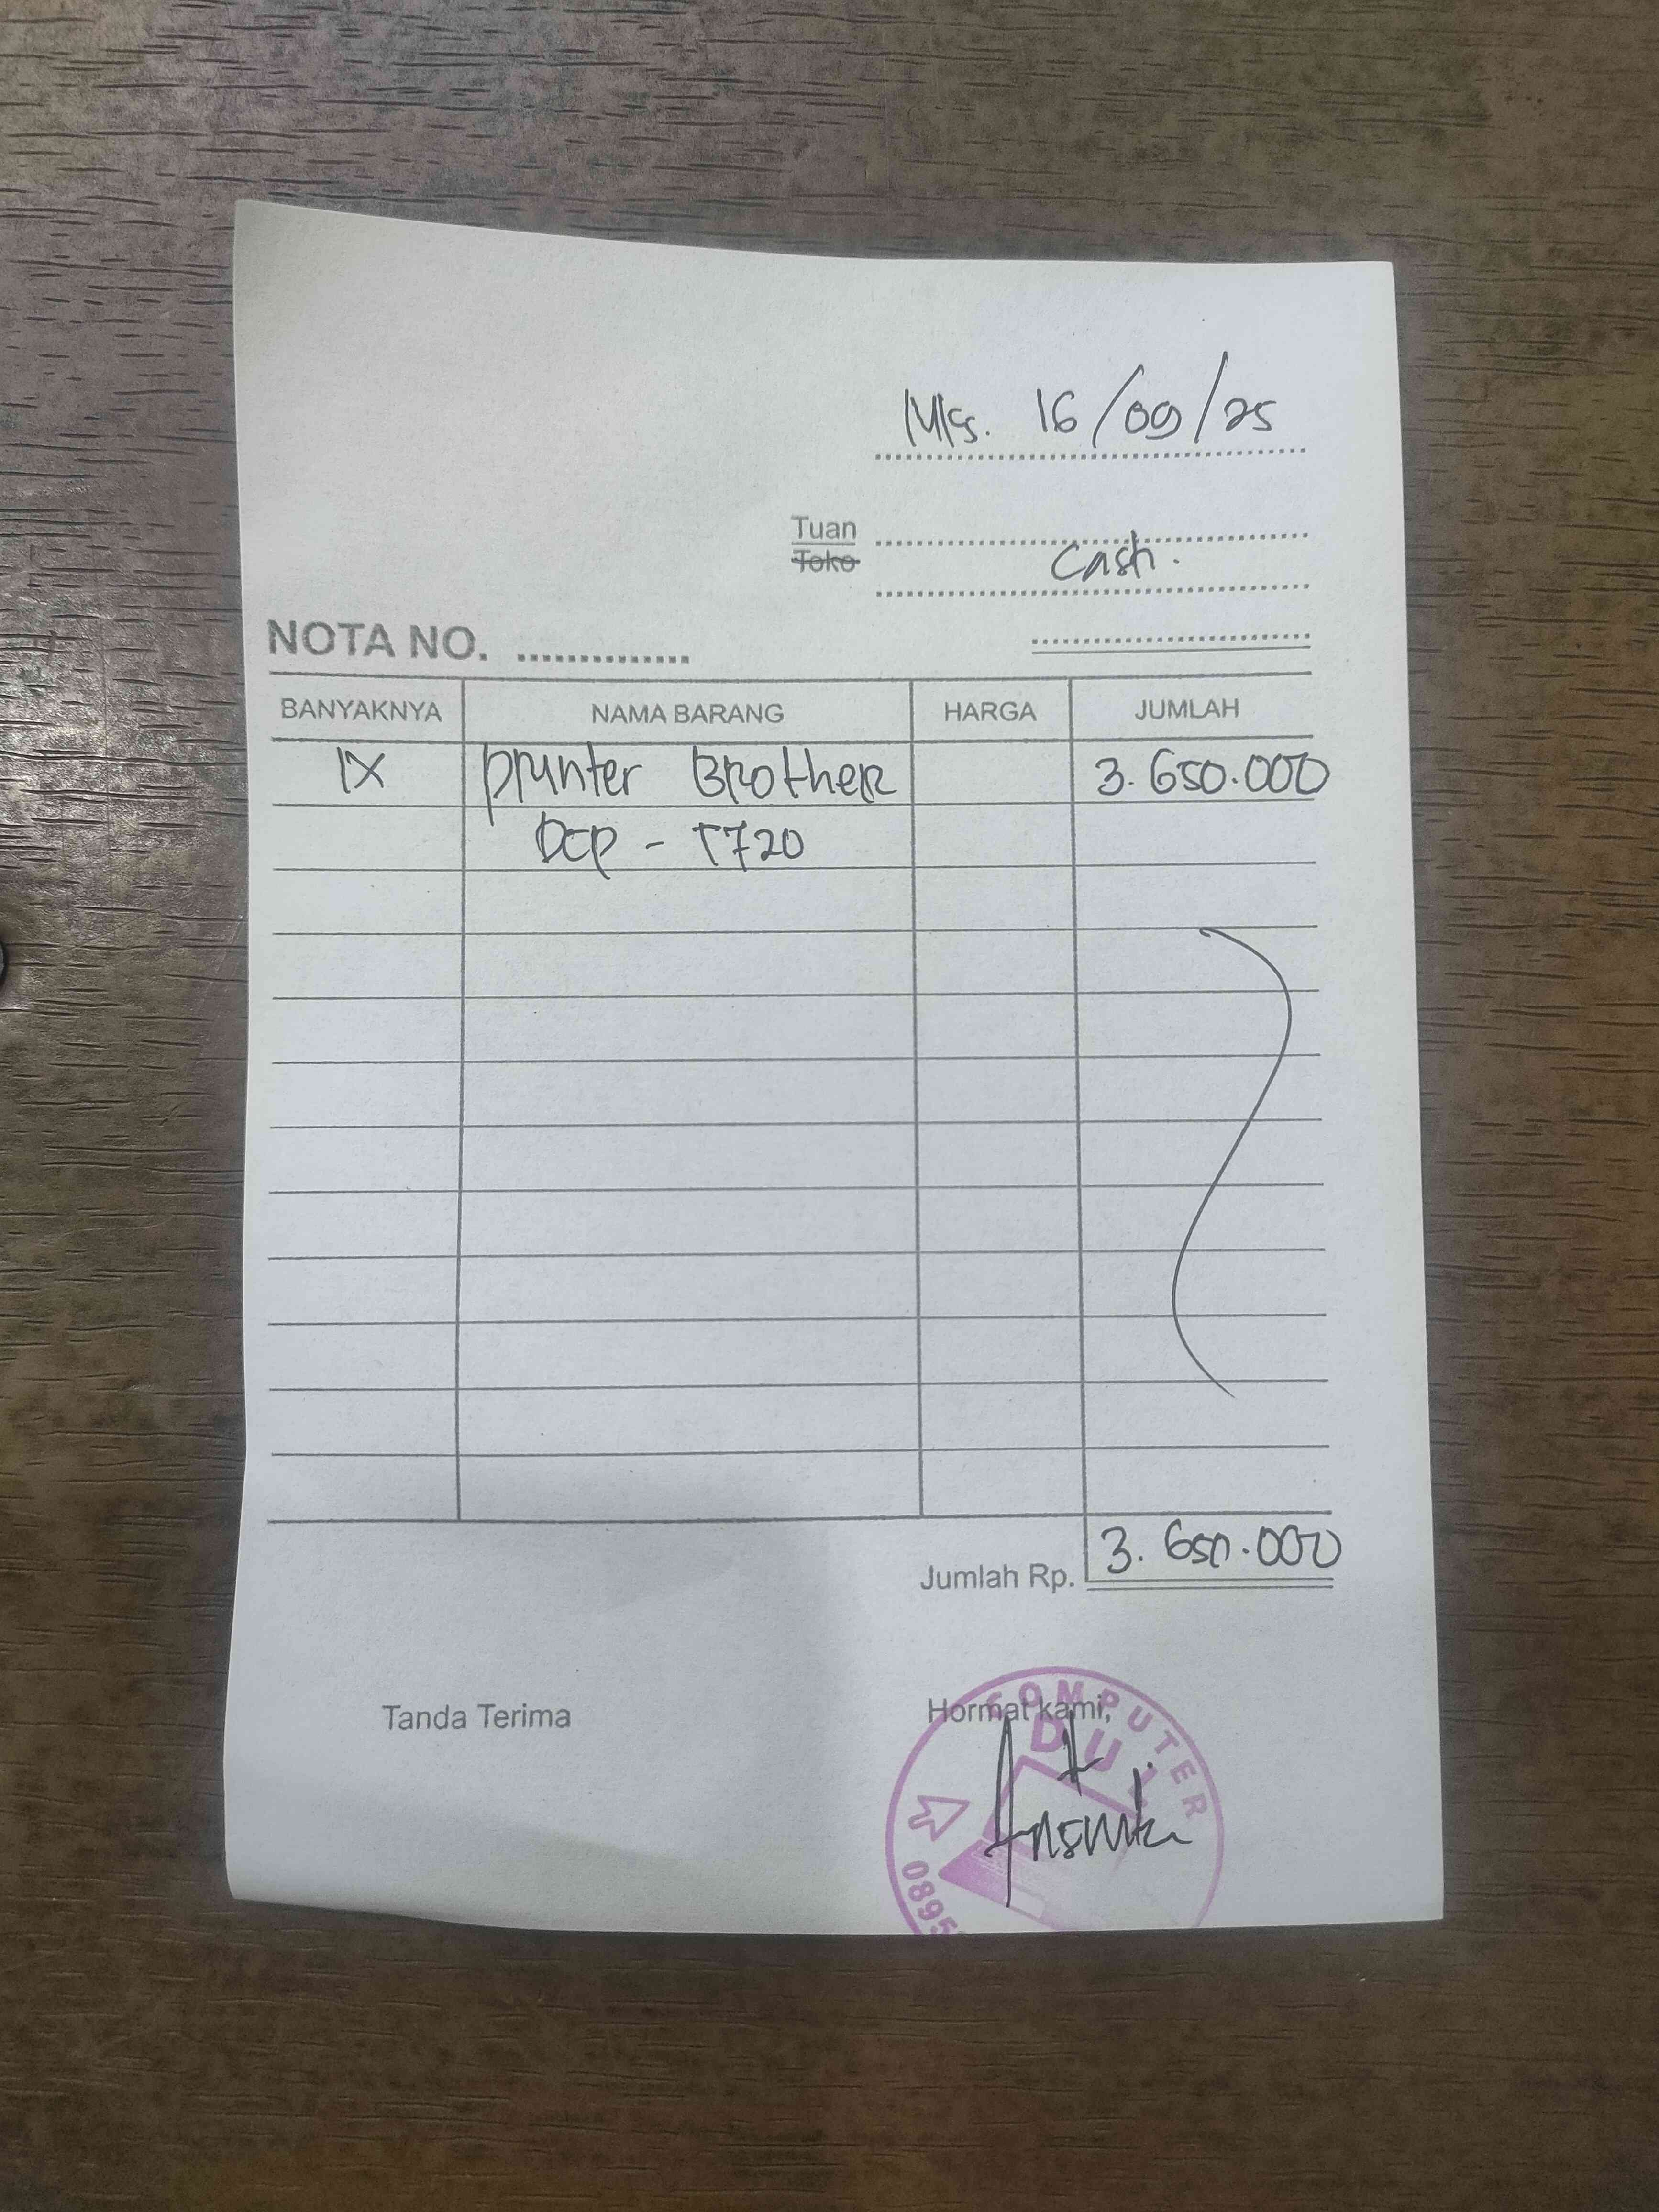 Mks. 16/09/25
Tuan
Toko
Cash.
NOTA NO. ..............
BANYAKNYA NAMA BARANG HARGA JUMLAH
1X Printer Brother 3.650.000
DCP - T720
Jumlah Rp. 3.650.000
Tanda Terima Hormat kami,
COMPUTER
0895